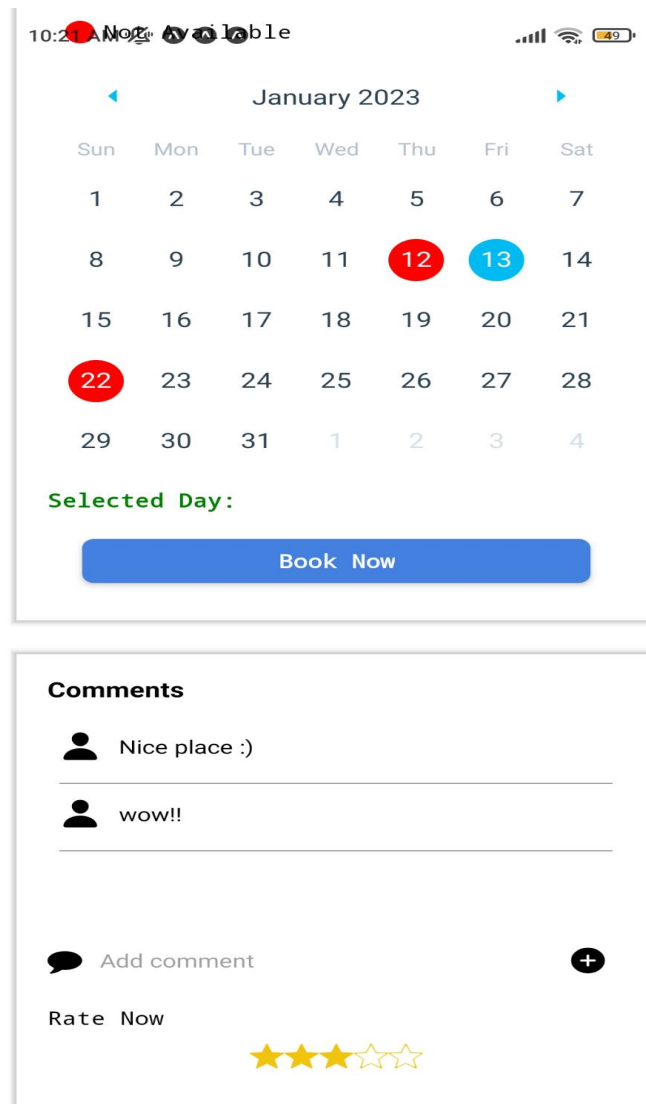 10:21 AM Not Available 49
January 2023
Sun Mon Tue Wed Thu Fri Sat
1 2 3 4 5 6 7
8 9 10 11 12 13 14
15 16 17 18 19 20 21
22 23 24 25 26 27 28
29 30 31 1 2 3 4
Selected Day:
Book Now
Comments
Nice place :)
wow!!
Add comment
Rate Now